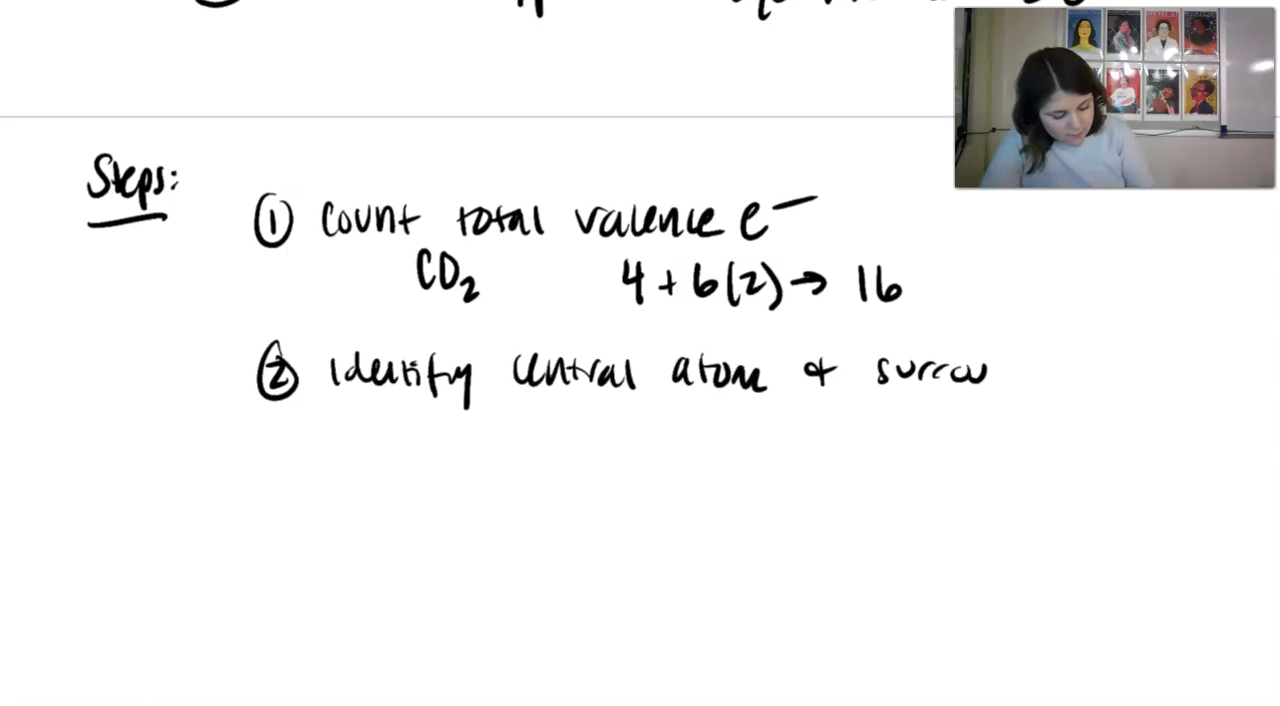 Steps:
① Count total valence e⁻
CO₂ 4 + 6(2) → 16
② Identify central atom & surrou